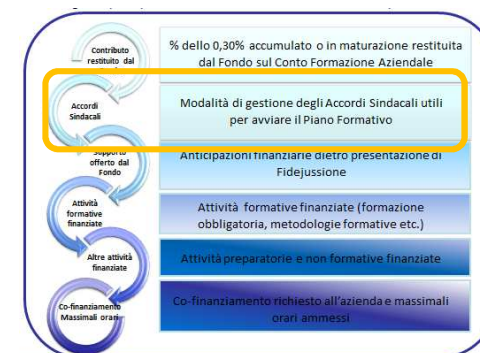 Contributo
restituito dal
% dello 0,30% accumulato o in maturazione restituita
dal Fondo sul Conto Formazione Aziendale
Accordi
Sindacali
Modalità di gestione degli Accordi Sindacali utili
per avviare il Piano Formativo
Supporto
offerto dal
Fondo
Anticipazioni finanziarie dietro presentazione di
Fidejussione
Attività
formative
finanziate
Attività formative finanziate (formazione
obbligatoria, metodologie formative etc.)
Altre attività
finanziate
Attività preparatorie e non formative finanziate
Co-finanziamento
Massimali orari
Co-finanziamento richiesto all'azienda e massimali
orari ammessi